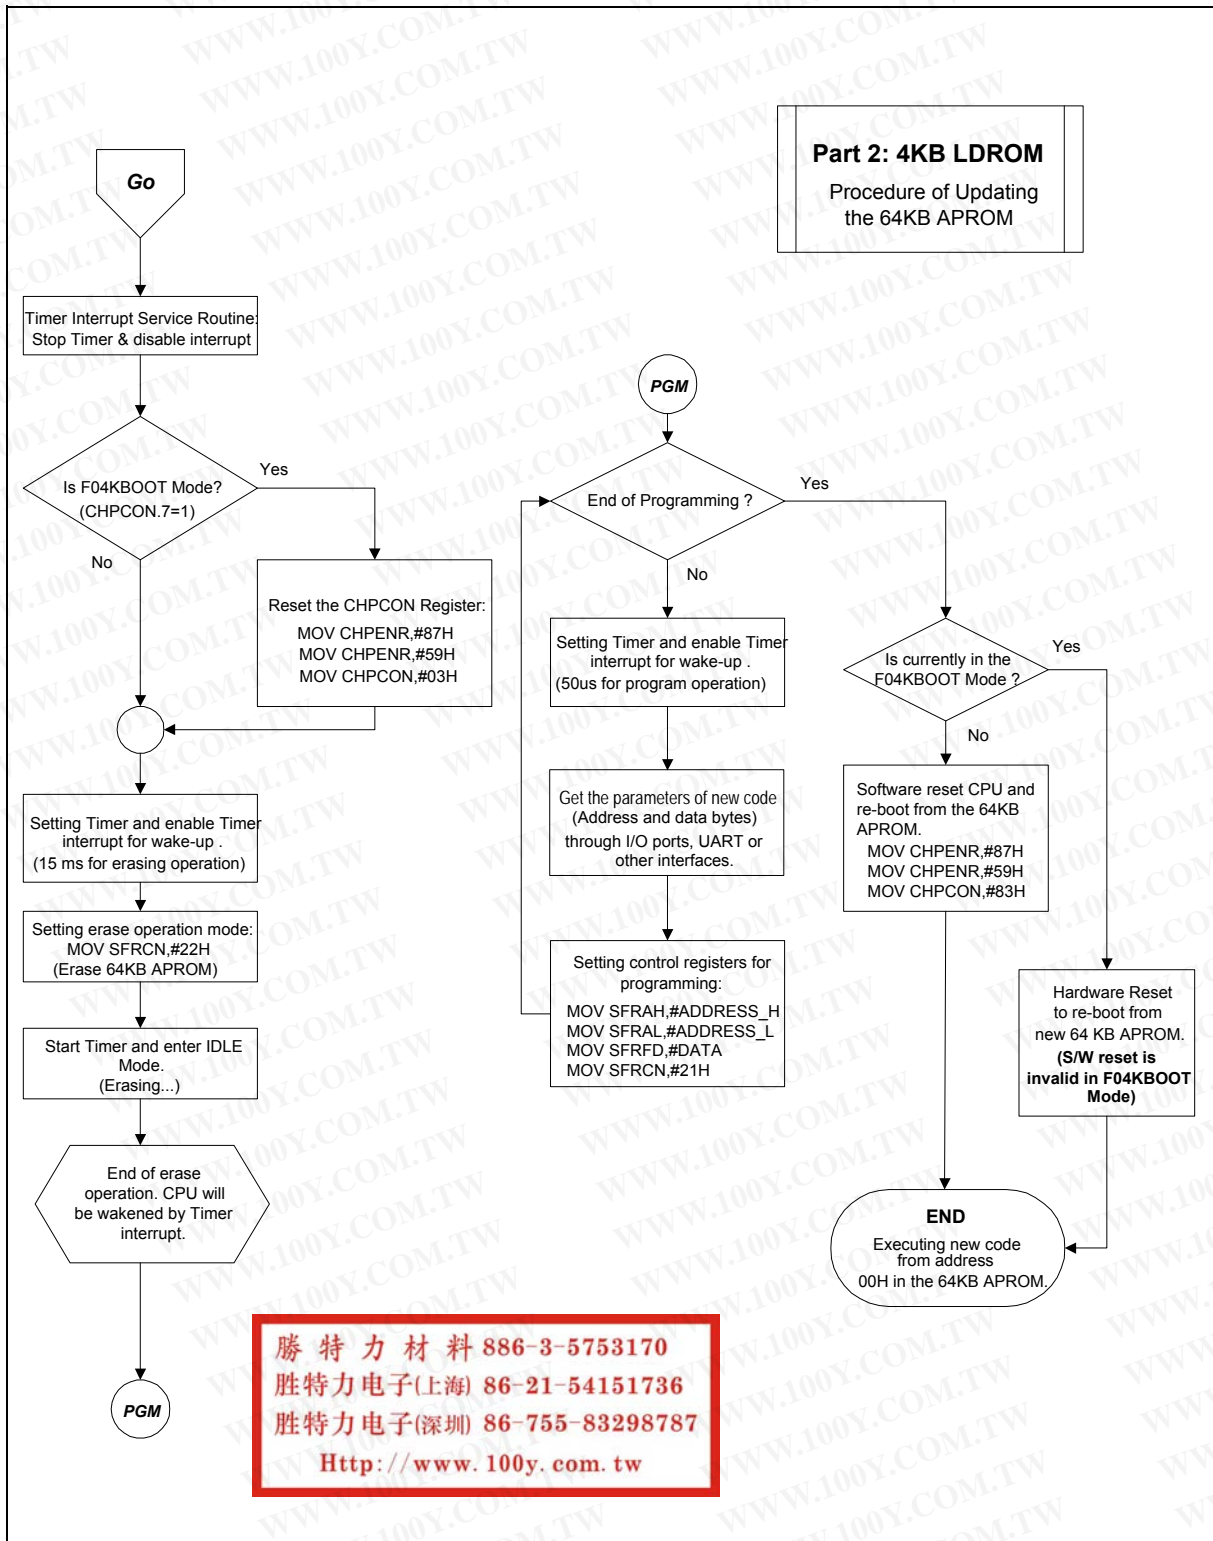 Part 2: 4KB LDROM
Procedure of Updating
the 64KB APROM
Go
Timer Interrupt Service Routine:
Stop Timer & disable interrupt
Is F04KBOOT Mode?
(CHPCON.7=1)
Yes
No
Reset the CHPCON Register:
MOV CHPENR,#87H
MOV CHPENR,#59H
MOV CHPCON,#03H
Setting Timer and enable Timer
interrupt for wake-up .
(15 ms for erasing operation)
Setting erase operation mode:
MOV SFRCN,#22H
(Erase 64KB APROM)
Start Timer and enter IDLE
Mode.
(Erasing...)
End of erase
operation. CPU will
be wakened by Timer
interrupt.
PGM
PGM
End of Programming ?
Yes
No
Setting Timer and enable Timer
interrupt for wake-up .
(50us for program operation)
Get the parameters of new code
(Address and data bytes)
through I/O ports, UART or
other interfaces.
Setting control registers for
programming:
MOV SFRAH,#ADDRESS_H
MOV SFRAL,#ADDRESS_L
MOV SFRFD,#DATA
MOV SFRCN,#21H
Is currently in the
F04KBOOT Mode ?
Yes
No
Software reset CPU and
re-boot from the 64KB
APROM.
MOV CHPENR,#87H
MOV CHPENR,#59H
MOV CHPCON,#83H
Hardware Reset
to re-boot from
new 64 KB APROM.
(S/W reset is
invalid in F04KBOOT
Mode)
END
Executing new code
from address
00H in the 64KB APROM.
勝 特 力 材 料 886-3-5753170
胜特力电子(上海) 86-21-54151736
胜特力电子(深圳) 86-755-83298787
Http://www.100y.com.tw
WWW.100Y.COM.TW